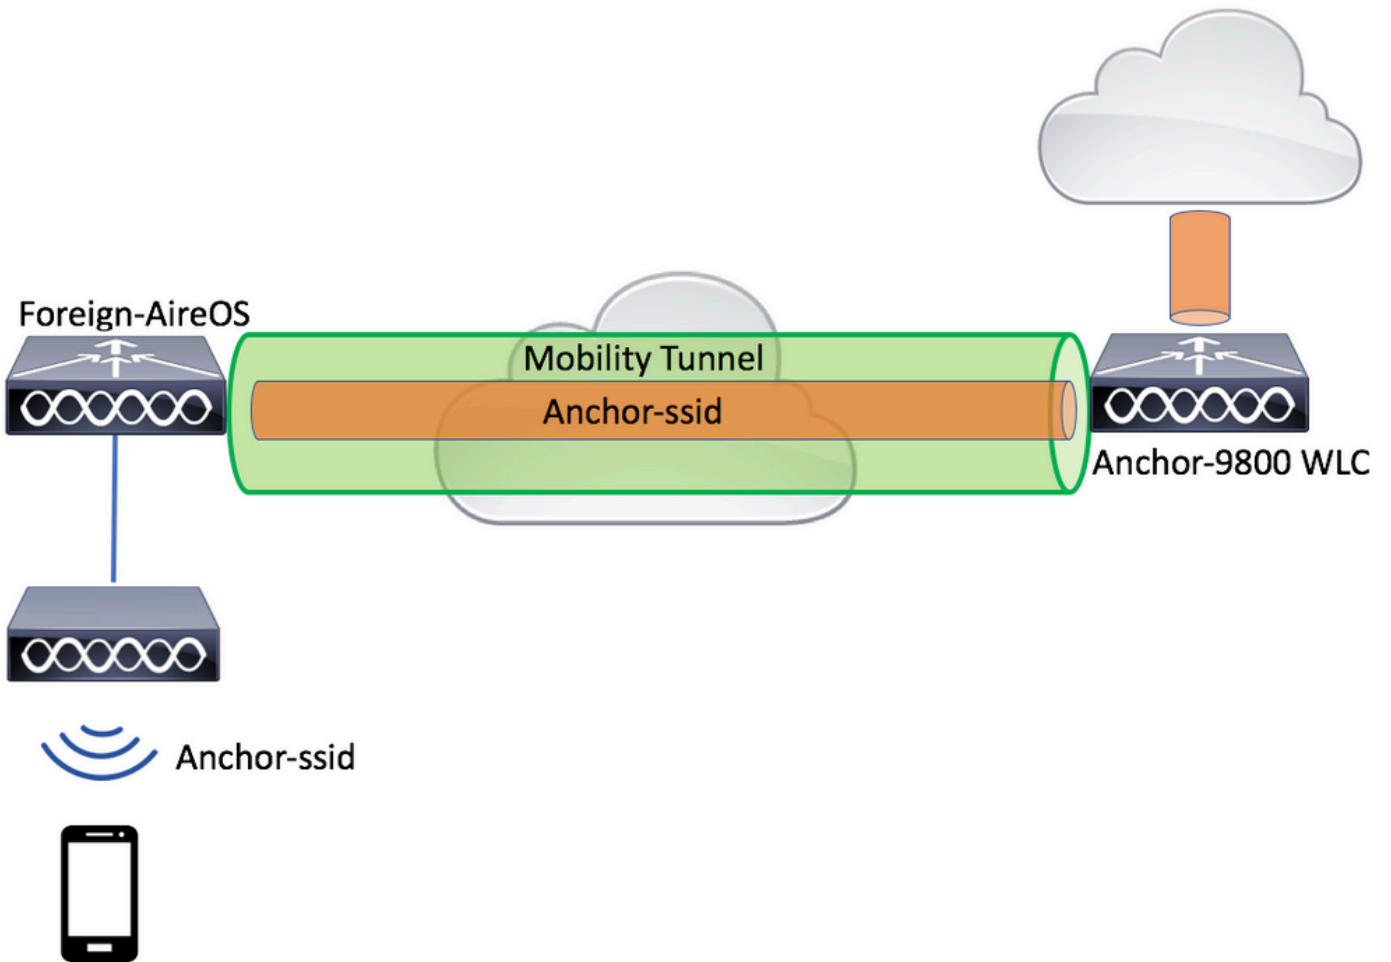 Foreign-AireOS
Mobility Tunnel
Anchor-ssid
Anchor-9800 WLC
Anchor-ssid